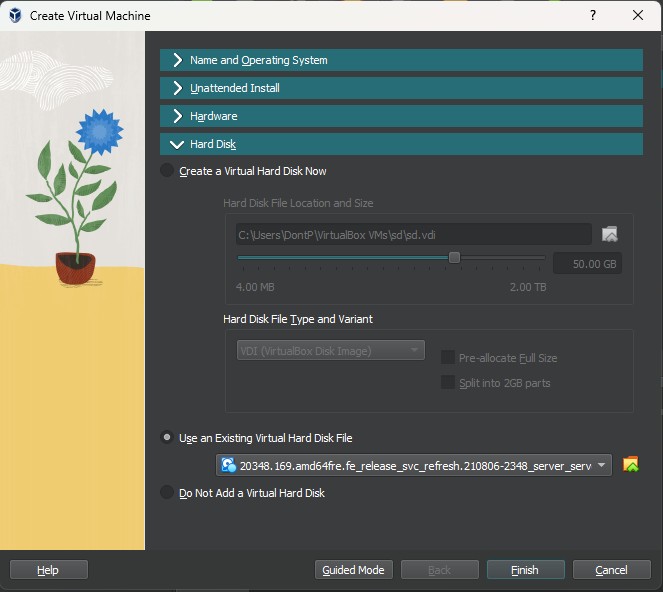 Create Virtual Machine
?
Name and Operating System
Unattended Install
Hardware
Hard Disk
Create a Virtual Hard Disk Now
Hard Disk File Location and Size
C:\Users\DontP\VirtualBox VMs\sd\sd.vdi
50.00 GB
4.00 MB 2.00 TB
Hard Disk File Type and Variant
VDI (VirtualBox Disk Image)
Pre-allocate Full Size
Split into 2GB parts
Use an Existing Virtual Hard Disk File
20348.169.amd64fre.fe_release_svc_refresh.210806-2348_server_serv
Do Not Add a Virtual Hard Disk
Help Guided Mode Back Finish Cancel